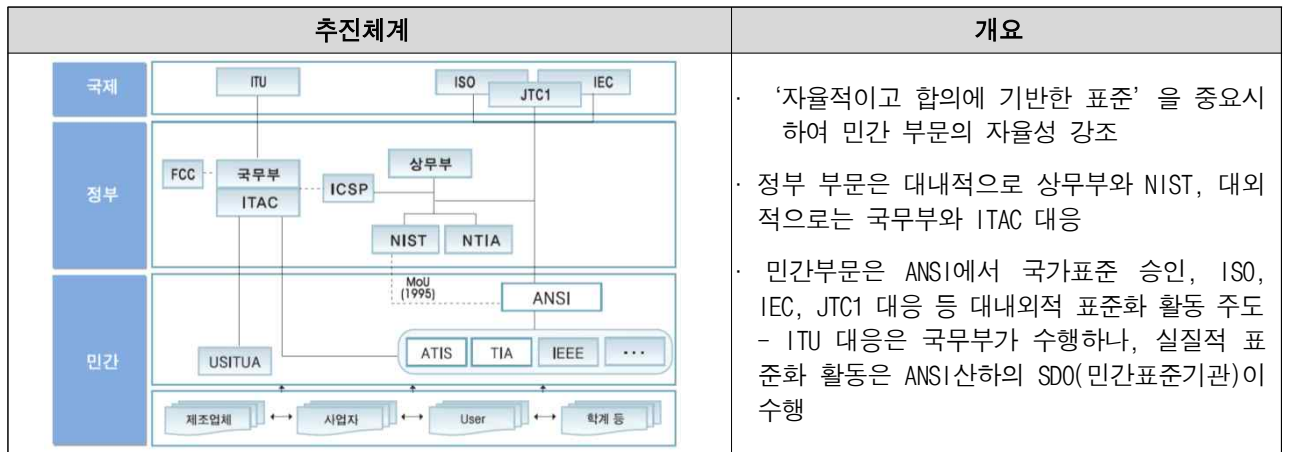 추진체계
개요
국제
ITU
ISO
JTC1
IEC
정부
FCC
국무부
ITAC
ICSP
상무부
NIST
NTIA
민간
MoU
(1995)
ANSI
USITUA
ATIS
TIA
IEEE
···
제조업체
사업자
User
학계 등
· ‘자율적이고 합의에 기반한 표준’을 중요시
하여 민간 부문의 자율성 강조
· 정부 부문은 대내적으로 상무부와 NIST, 대외
적으로는 국무부와 ITAC 대응
· 민간부문은 ANSI에서 국가표준 승인, ISO,
IEC, JTC1 대응 등 대내외적 표준화 활동 주도
- ITU 대응은 국무부가 수행하나, 실질적 표
준화 활동은 ANSI산하의 SDO(민간표준기관)이
수행